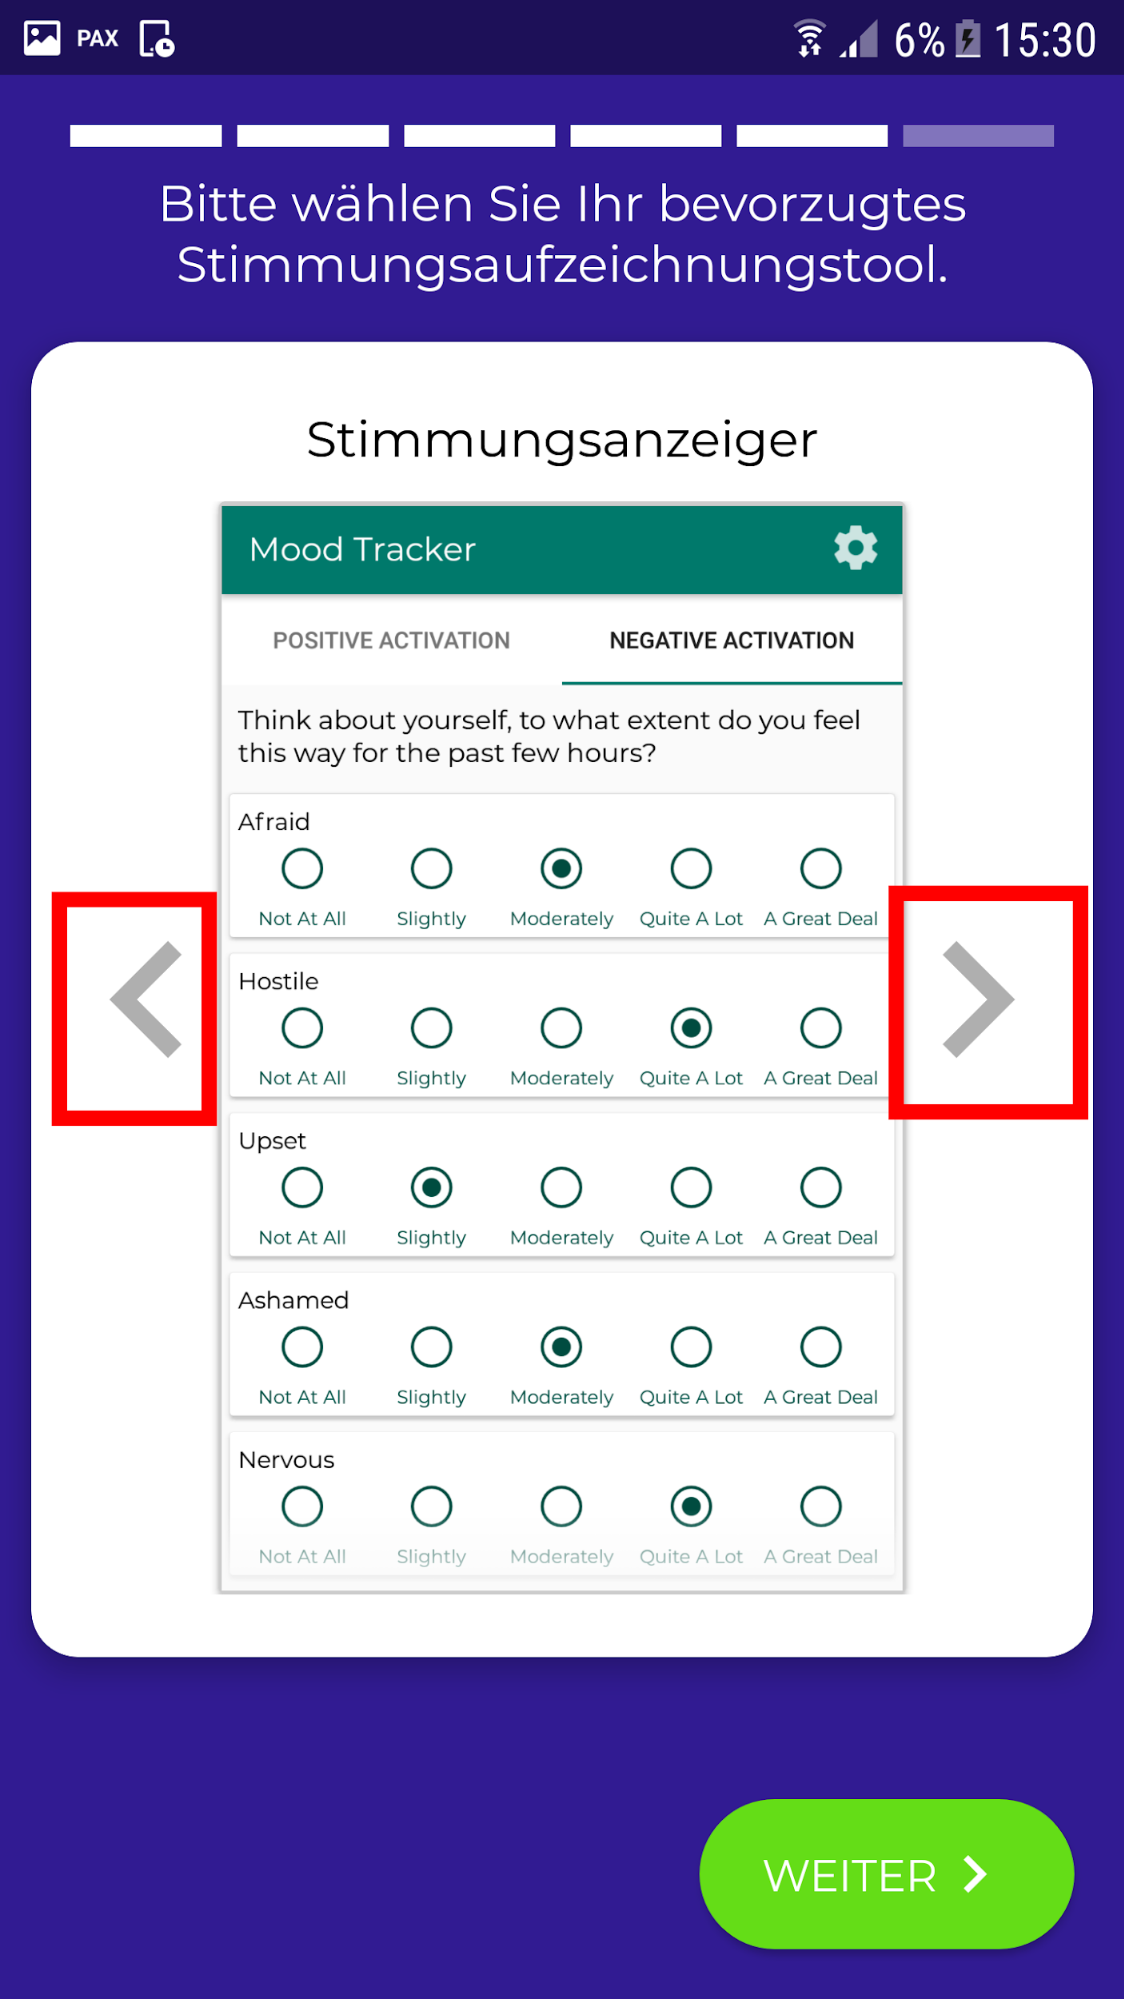 PAX 6% 15:30
Bitte wählen Sie Ihr bevorzugtes
Stimmungsaufzeichnungstool.
Stimmungsanzeiger
Mood Tracker
POSITIVE ACTIVATION NEGATIVE ACTIVATION
Think about yourself, to what extent do you feel
this way for the past few hours?
Afraid
Not At All Slightly Moderately Quite A Lot A Great Deal
Hostile
Not At All Slightly Moderately Quite A Lot A Great Deal
Upset
Not At All Slightly Moderately Quite A Lot A Great Deal
Ashamed
Not At All Slightly Moderately Quite A Lot A Great Deal
Nervous
Not At All Slightly Moderately Quite A Lot A Great Deal
WEITER